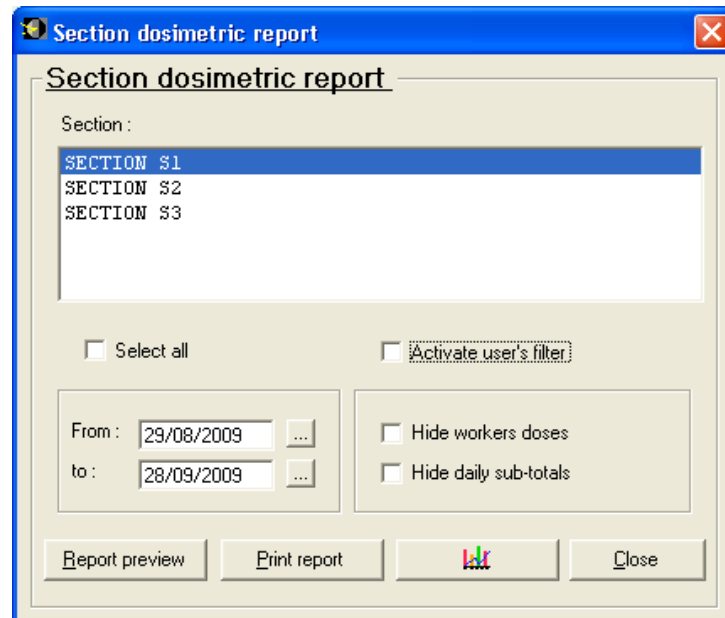 Section dosimetric report
Section dosimetric report
Section :
SECTION S1
SECTION S2
SECTION S3
Select all
Activate user's filter
From : 29/08/2009 ...
to : 28/09/2009 ...
Hide workers doses
Hide daily sub-totals
Report preview Print report Close